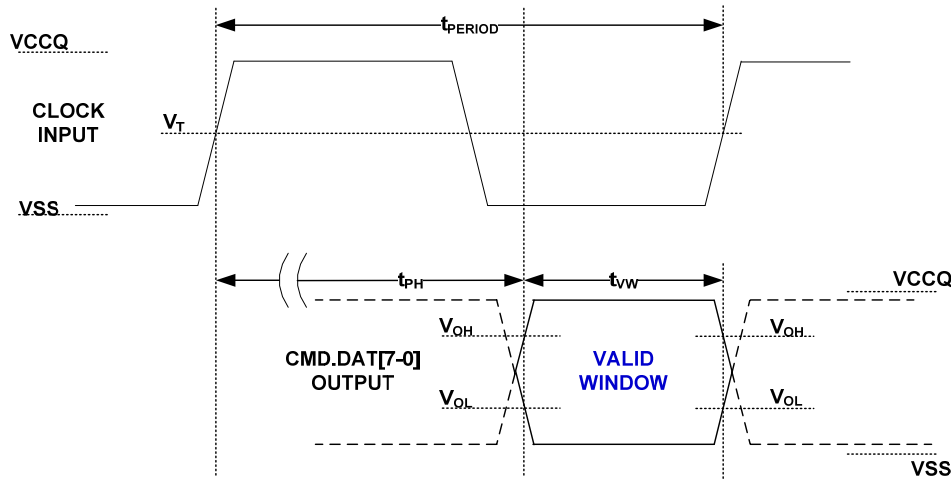 tPERIOD
VCCQ
CLOCK
INPUT
VT
VSS
tPH
tVW
VCCQ
VOH
VOH
CMD.DAT[7-0]
OUTPUT
VALID
WINDOW
VOL
VOL
VSS